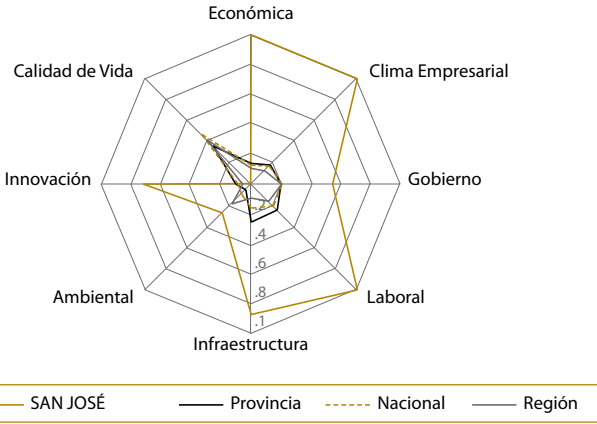 Económica
Calidad de Vida
Clima Empresarial
Innovación
Gobierno
.2
.4
.6
.8
.1
Ambiental
Laboral
Infraestructura
SAN JOSÉ Provincia Nacional Región